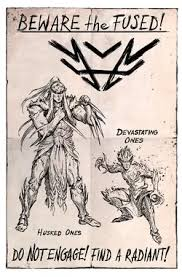 BEWARE the FUSED!
DEVASTATING
ONES
HUSKED ONES
DO NOT ENGAGE! FIND A RADIANT!